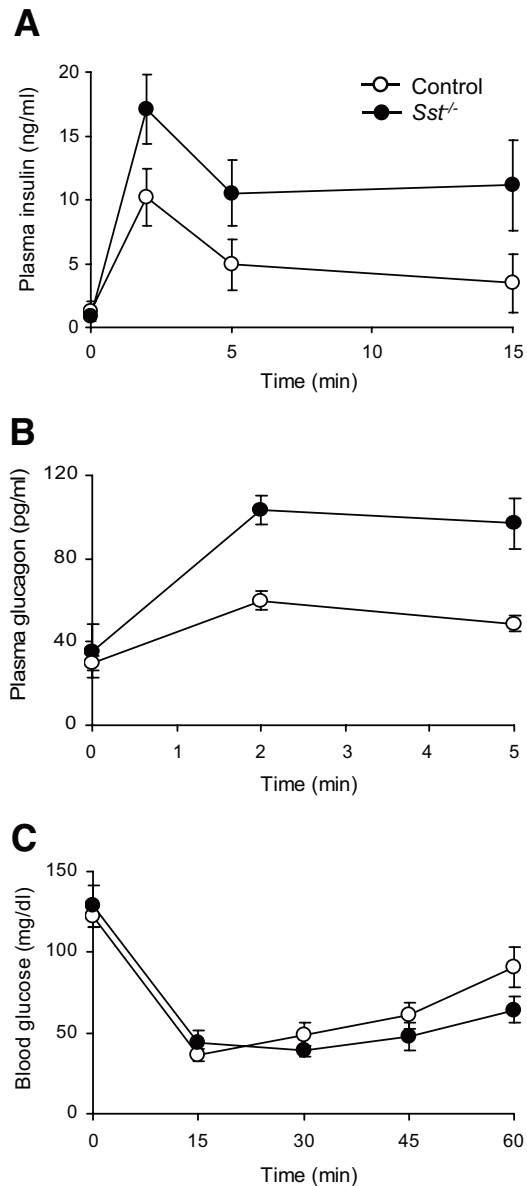 A
Plasma insulin (ng/ml)
20
15
10
5
0
Control
Sst-/-
0 5 10 15
Time (min)
B
Plasma glucagon (pg/ml)
120
80
40
0
0 1 2 3 4 5
Time (min)
C
Blood glucose (mg/dl)
150
100
50
0
0 15 30 45 60
Time (min)